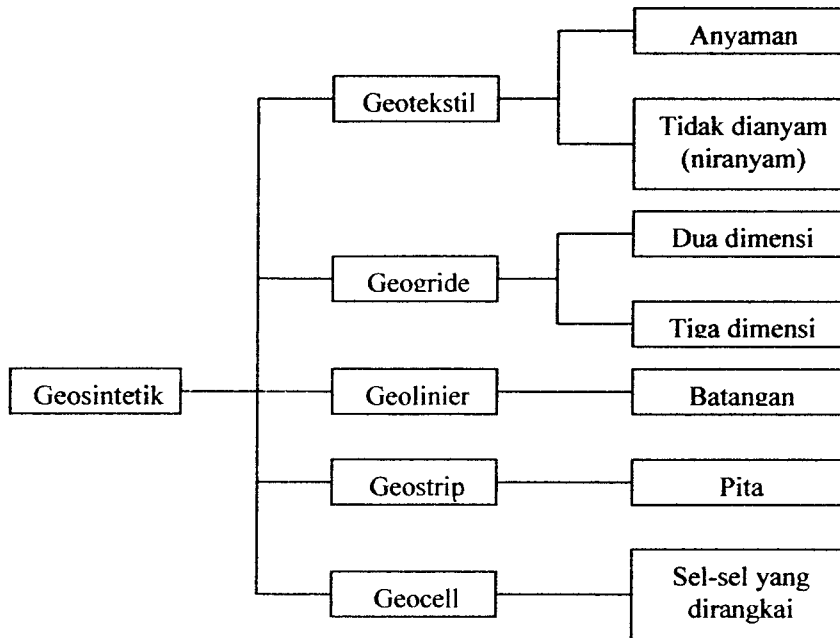 Geosintetik
Geotekstil
Anyaman
Tidak dianyam
(niranyam)
Geogride
Dua dimensi
Tiga dimensi
Geolinier
Batangan
Geostrip
Pita
Geocell
Sel-sel yang
dirangkai